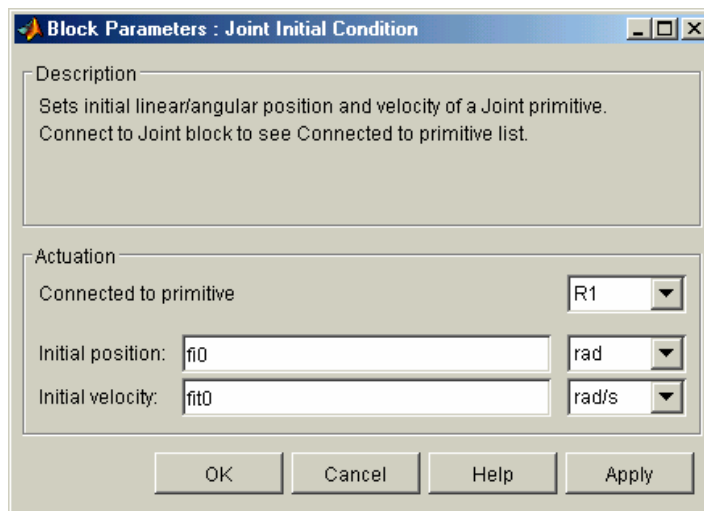 Block Parameters : Joint Initial Condition
Description
Sets initial linear/angular position and velocity of a Joint primitive.
Connect to Joint block to see Connected to primitive list.
Actuation
Connected to primitive R1
Initial position: fi0 rad
Initial velocity: fit0 rad/s
OK Cancel Help Apply